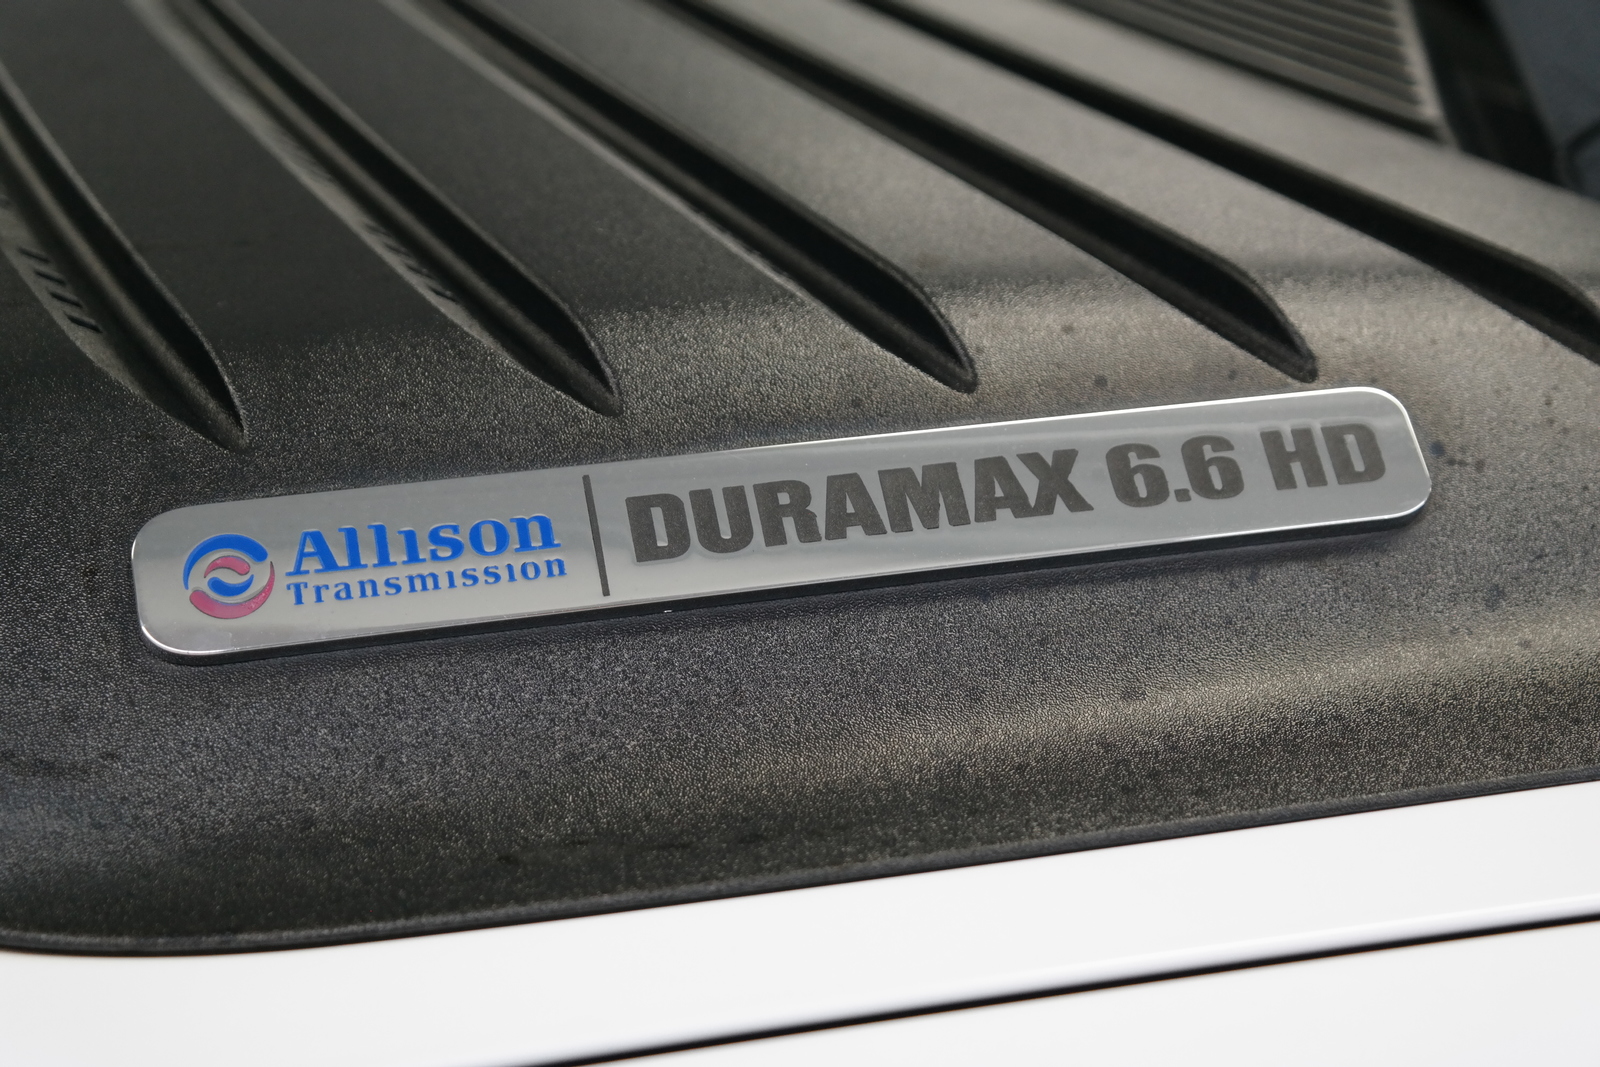 Allison
Transmission
DURAMAX 6.6 HD